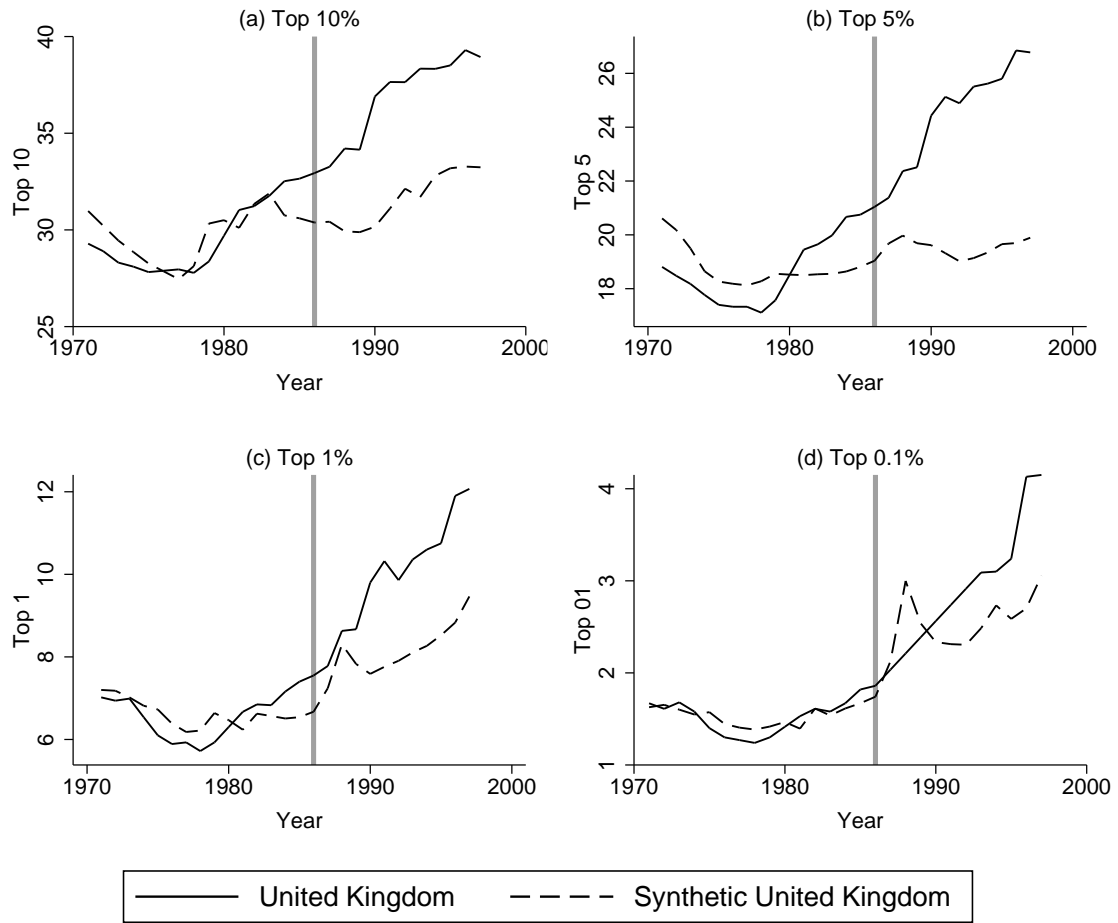 (a) Top 10%
40
35
30
25
Top 10
1970 1980 1990 2000
Year
(b) Top 5%
26
24
22
20
18
Top 5
1970 1980 1990 2000
Year
(c) Top 1%
12
10
8
6
Top 1
1970 1980 1990 2000
Year
(d) Top 0.1%
4
3
2
1
Top 01
1970 1980 1990 2000
Year
United Kingdom Synthetic United Kingdom